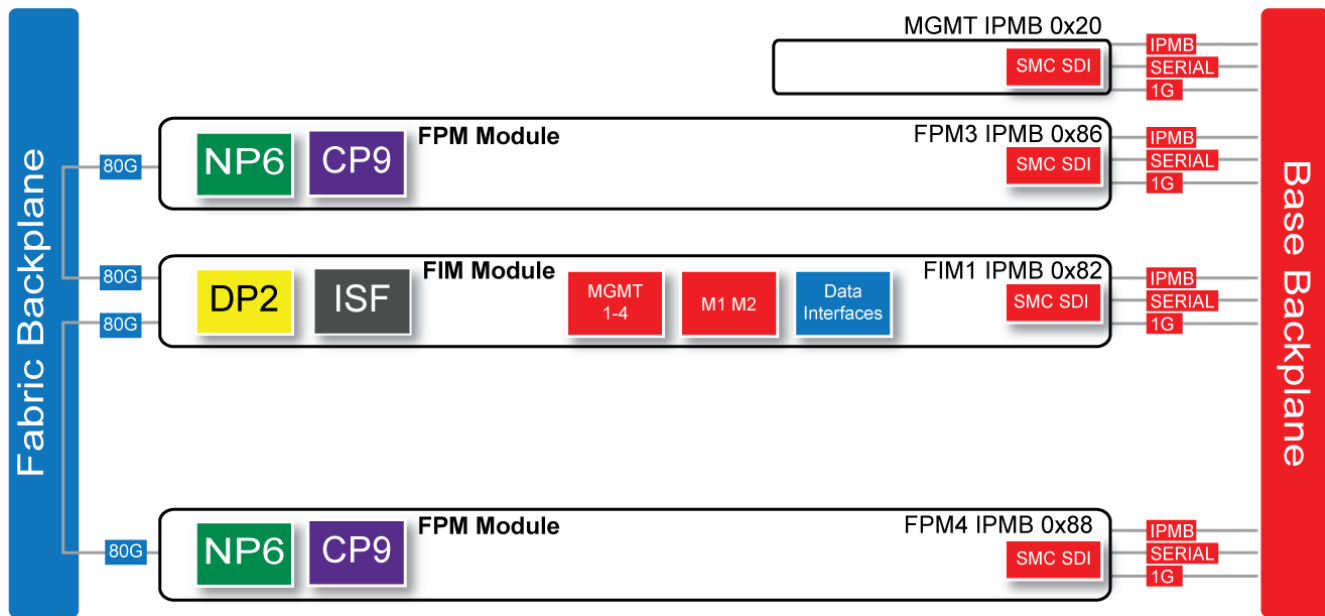 Fabric Backplane
MGMT IPMB 0x20
SMC SDI
IPMB
SERIAL
1G
80G
NP6
CP9
FPM Module
FPM3 IPMB 0x86
SMC SDI
IPMB
SERIAL
1G
80G
80G
DP2
ISF
FIM Module
MGMT
1-4
M1 M2
Data
Interfaces
FIM1 IPMB 0x82
SMC SDI
IPMB
SERIAL
1G
80G
NP6
CP9
FPM Module
FPM4 IPMB 0x88
SMC SDI
IPMB
SERIAL
1G
Base Backplane